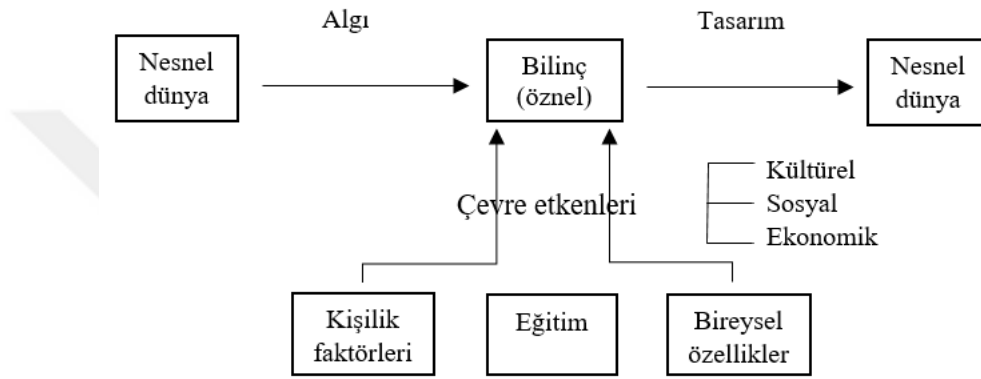 Algı
Tasarım
Nesnel
dünya
Bilinç
(öznel)
Nesnel
dünya
Çevre etkenleri
Kültürel
Sosyal
Ekonomik
Kişilik
faktörleri
Eğitim
Bireysel
özellikler